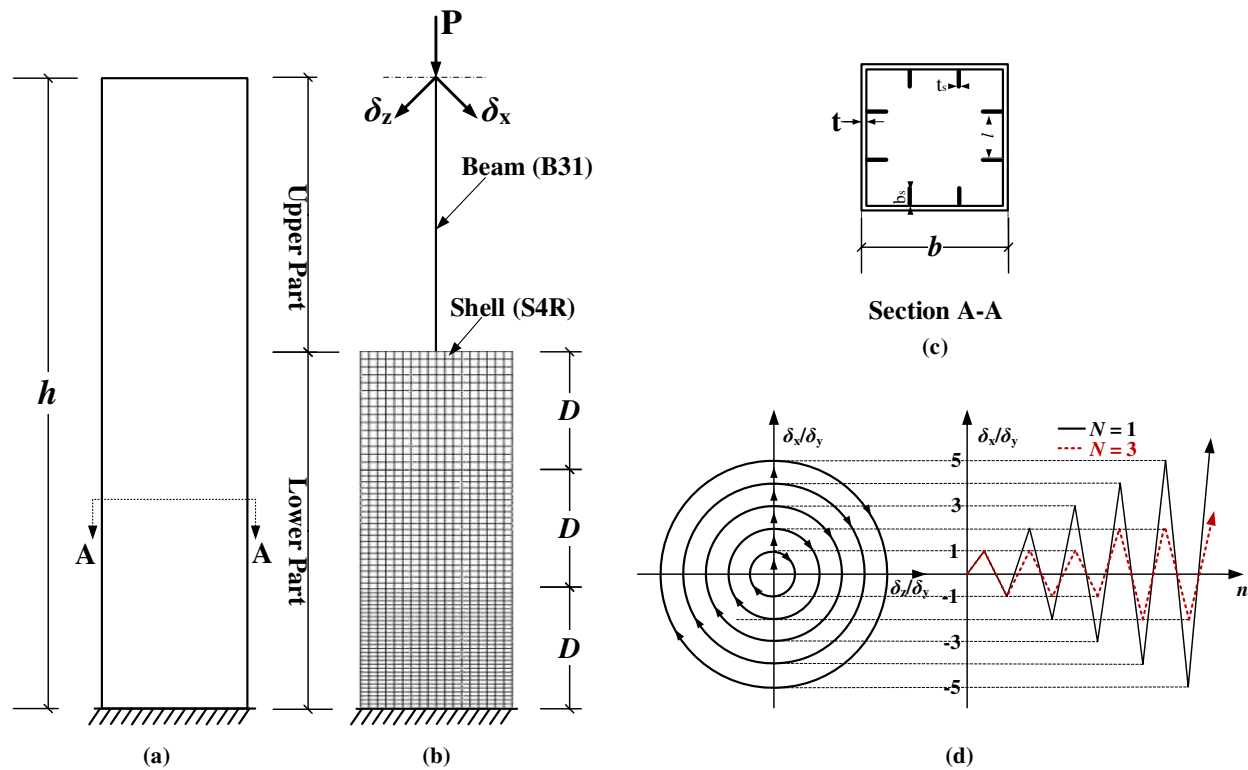 P
δz
δx
Beam (B31)
Upper Part
Shell (S4R)
h
Lower Part
D
D
D
A
A
(a)
(b)
ts
t
l
bs
b
Section A-A
(c)
δx/δy
δz/δy
δx/δy
N = 1
N = 3
5
3
1
-1
-3
-5
n
(d)